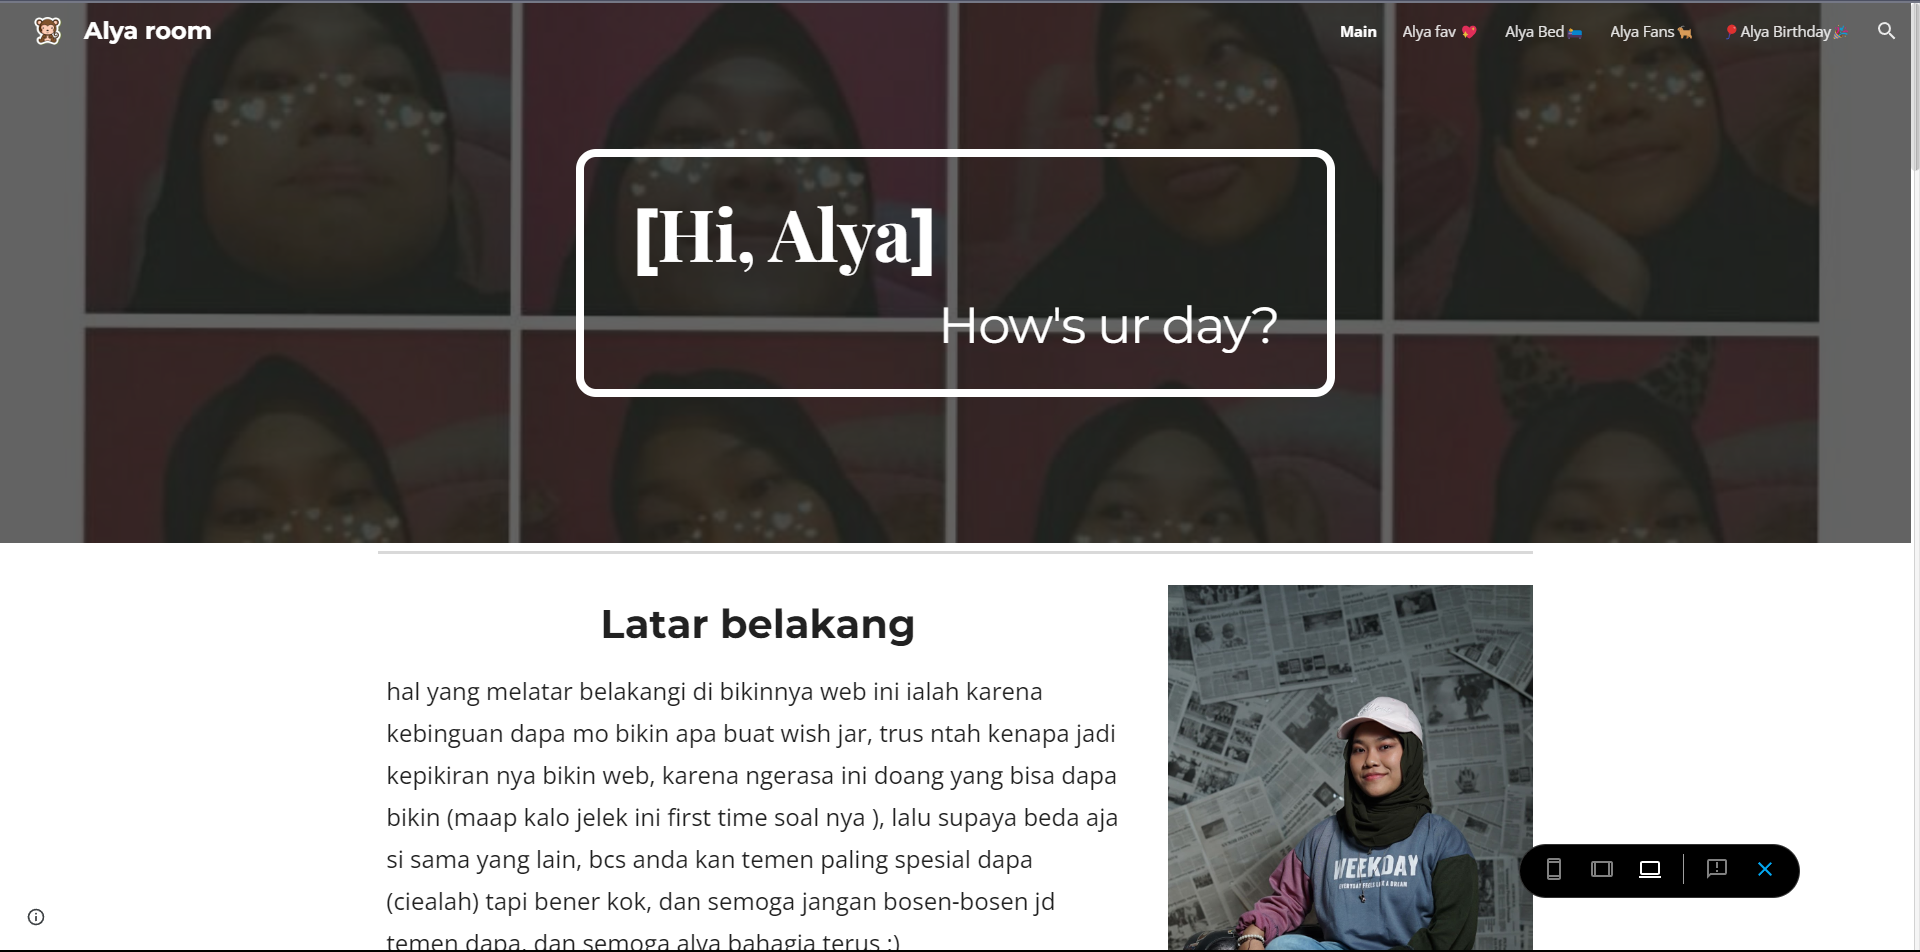 Alya room
Main Alya fav 💖 Alya Bed🛌 Alya Fans🐕‍🦺 🎈Alya Birthday🎉
[Hi, Alya]
How's ur day?
Latar belakang
hal yang melatar belakangi di bikinnya web ini ialah karena
kebinguan dapa mo bikin apa buat wish jar, trus ntah kenapa jadi
kepikiran nya bikin web, karena ngerasa ini doang yang bisa dapa
bikin (maap kalo jelek ini first time soal nya ), lalu supaya beda aja
si sama yang lain, bcs anda kan temen paling spesial dapa
(ciealah) tapi bener kok, dan semoga jangan bosen-bosen jd
temen dapa, dan semoga alya bahagia terus :)
WEEKDAY